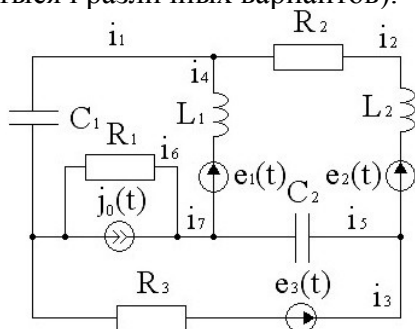 различных вариантов).
i₁ R₂ i₂
i₄
C₁ L₁ L₂
R₁ i₆
e₁(t) C₂ e₂(t)
j₀(t) i₇ i₅
R₃ e₃(t) i₃